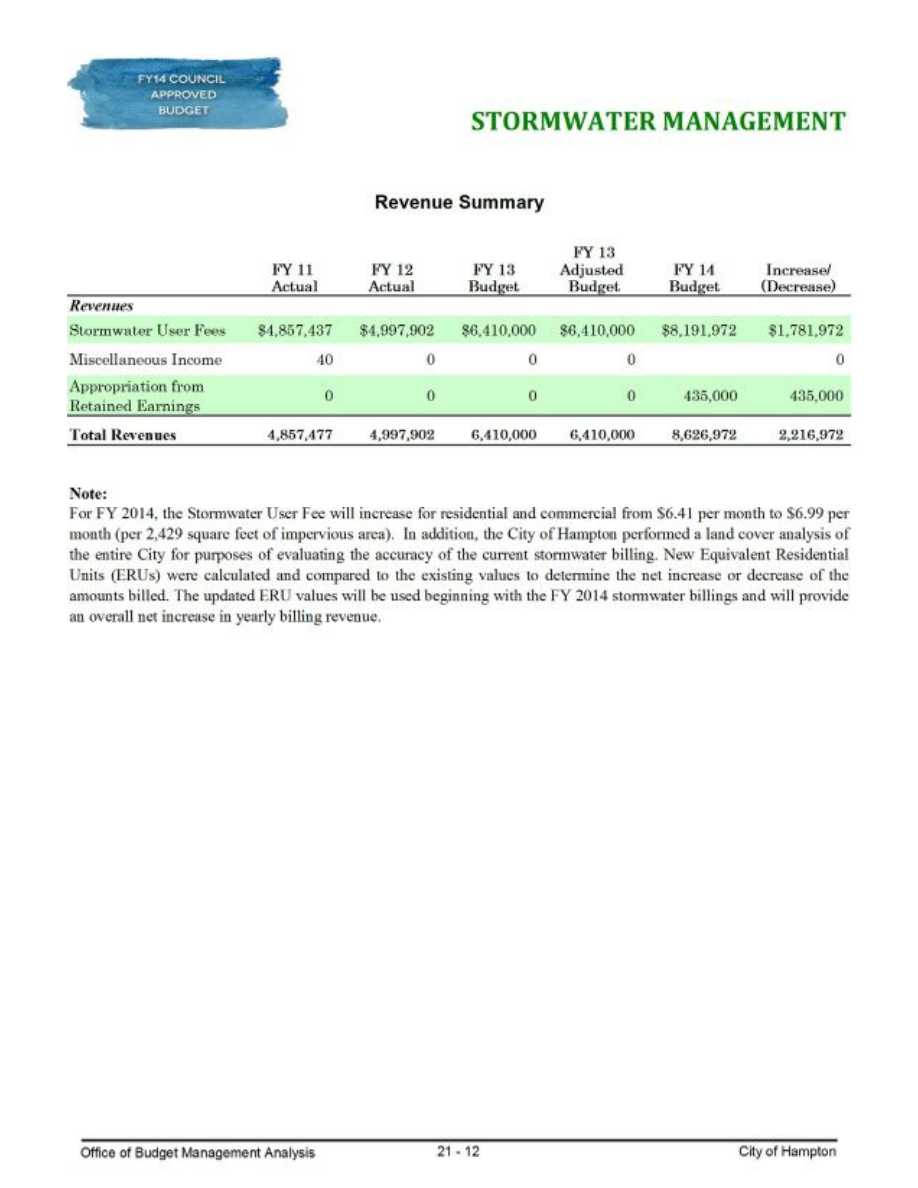 FY14 COUNCIL
APPROVED
BUDGET
STORMWATER MANAGEMENT
Revenue Summary
FY 11 Actual FY 12 Actual FY 13 Budget FY 13 Adjusted Budget FY 14 Budget Increase/ (Decrease)
Revenues
Stormwater User Fees $4,857,437 $4,997,902 $6,410,000 $6,410,000 $8,191,972 $1,781,972
Miscellaneous Income 40 0 0 0 0
Appropriation from Retained Earnings 0 0 0 0 435,000 435,000
Total Revenues 4,857,477 4,997,902 6,410,000 6,410,000 8,626,972 2,216,972
Note:
For FY 2014, the Stormwater User Fee will increase for residential and commercial from $6.41 per month to $6.99 per
month (per 2,429 square feet of impervious area). In addition, the City of Hampton performed a land cover analysis of
the entire City for purposes of evaluating the accuracy of the current stormwater billing. New Equivalent Residential
Units (ERUs) were calculated and compared to the existing values to determine the net increase or decrease of the
amounts billed. The updated ERU values will be used beginning with the FY 2014 stormwater billings and will provide
an overall net increase in yearly billing revenue.
Office of Budget Management Analysis 21 - 12 City of Hampton